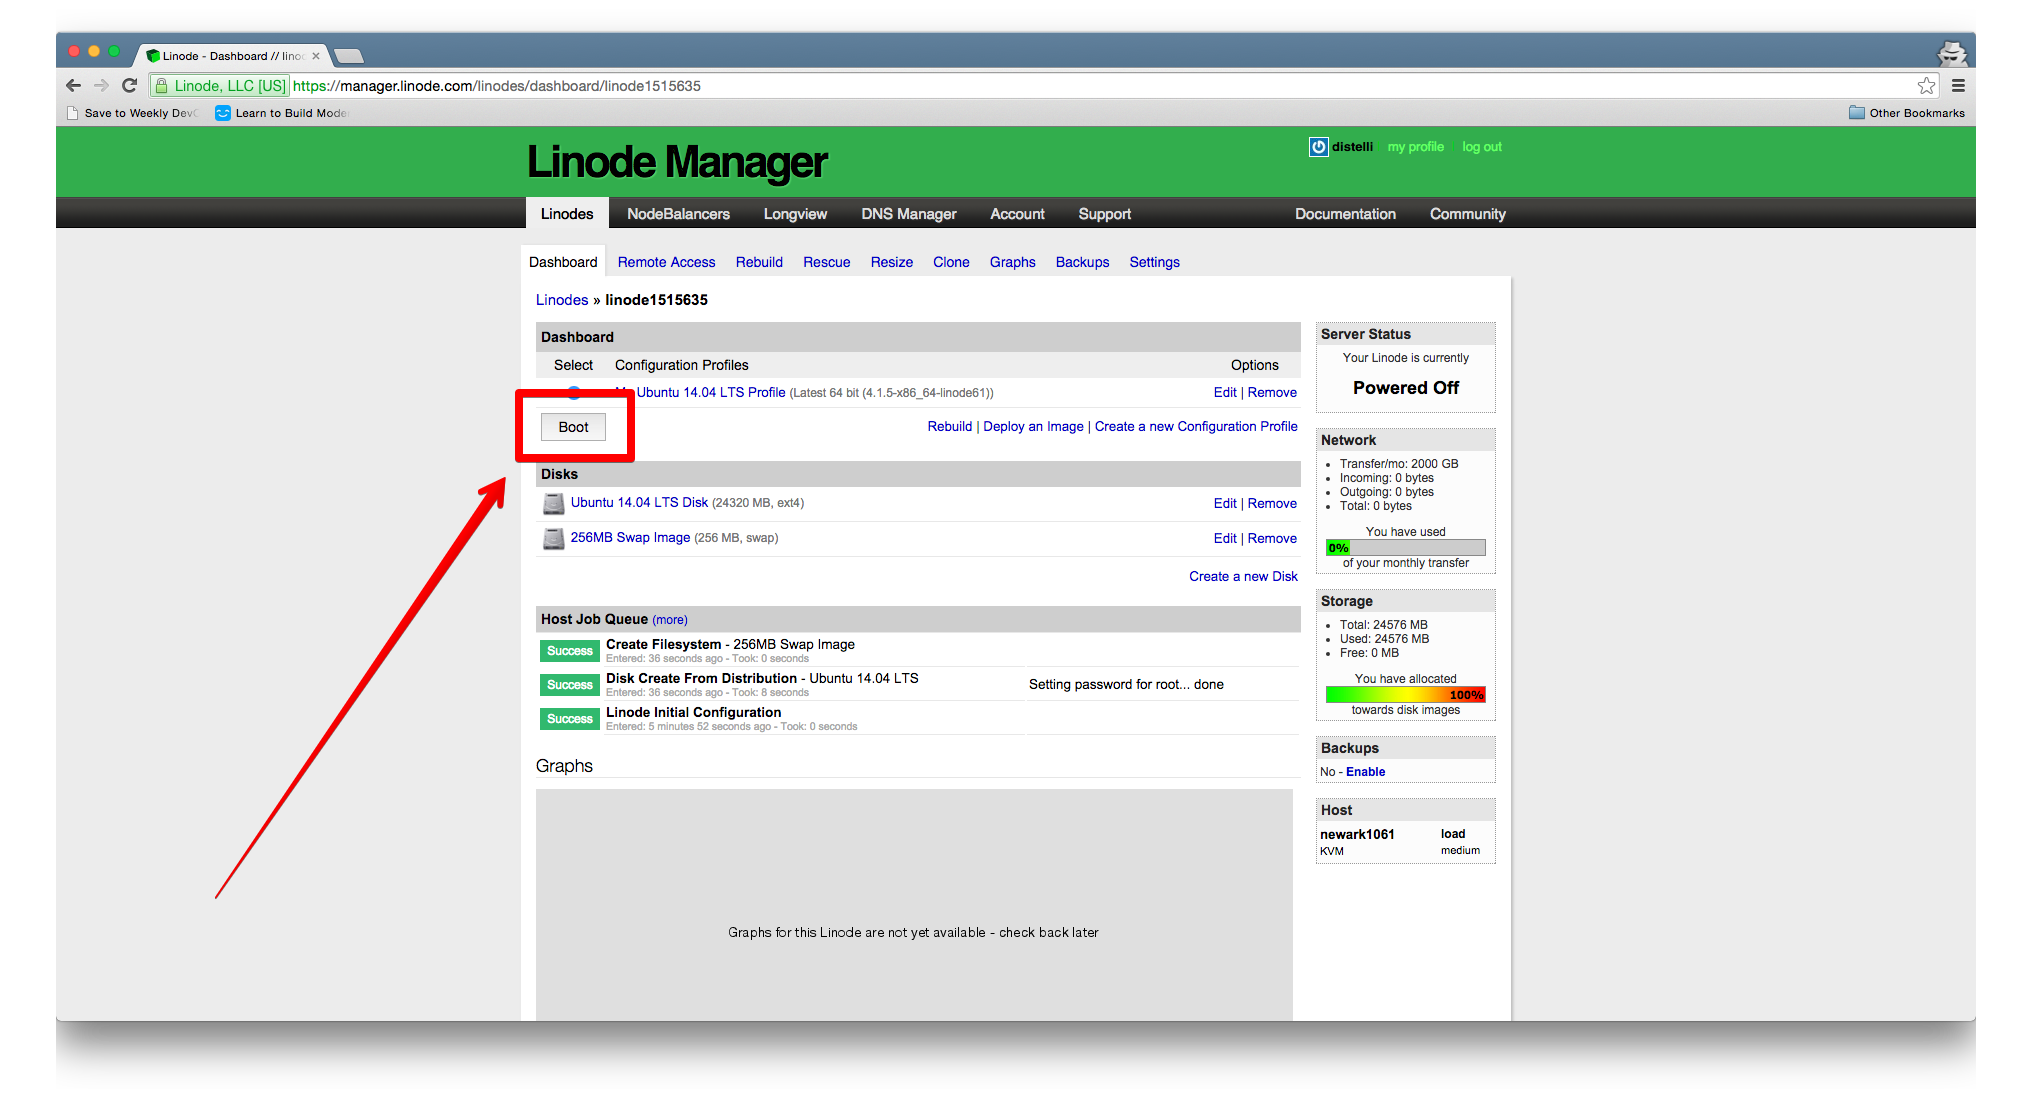 Linode - Dashboard // lino
Linode, LLC [US] https://manager.linode.com/linodes/dashboard/linode1515635
Save to Weekly Dev Learn to Build Mode Other Bookmarks
Linode Manager
distelli my profile log out
Linodes NodeBalancers Longview DNS Manager Account Support Documentation Community
Dashboard Remote Access Rebuild Rescue Resize Clone Graphs Backups Settings
Linodes » linode1515635
Dashboard
Select Configuration Profiles Options
Ubuntu 14.04 LTS Profile (Latest 64 bit (4.1.5-x86_64-linode61)) Edit | Remove
Boot Rebuild | Deploy an Image | Create a new Configuration Profile
Disks
Ubuntu 14.04 LTS Disk (24320 MB, ext4) Edit | Remove
256MB Swap Image (256 MB, swap) Edit | Remove
Create a new Disk
Host Job Queue (more)
Success Create Filesystem - 256MB Swap Image
Entered: 36 seconds ago - Took: 0 seconds
Success Disk Create From Distribution - Ubuntu 14.04 LTS Setting password for root... done
Entered: 36 seconds ago - Took: 8 seconds
Success Linode Initial Configuration
Entered: 5 minutes 52 seconds ago - Took: 0 seconds
Graphs
Graphs for this Linode are not yet available - check back later
Server Status
Your Linode is currently
Powered Off
Network
Transfer/mo: 2000 GB
Incoming: 0 bytes
Outgoing: 0 bytes
Total: 0 bytes
You have used
0%
of your monthly transfer
Storage
Total: 24576 MB
Used: 24576 MB
Free: 0 MB
You have allocated
100%
towards disk images
Backups
No - Enable
Host
newark1061 load
KVM medium